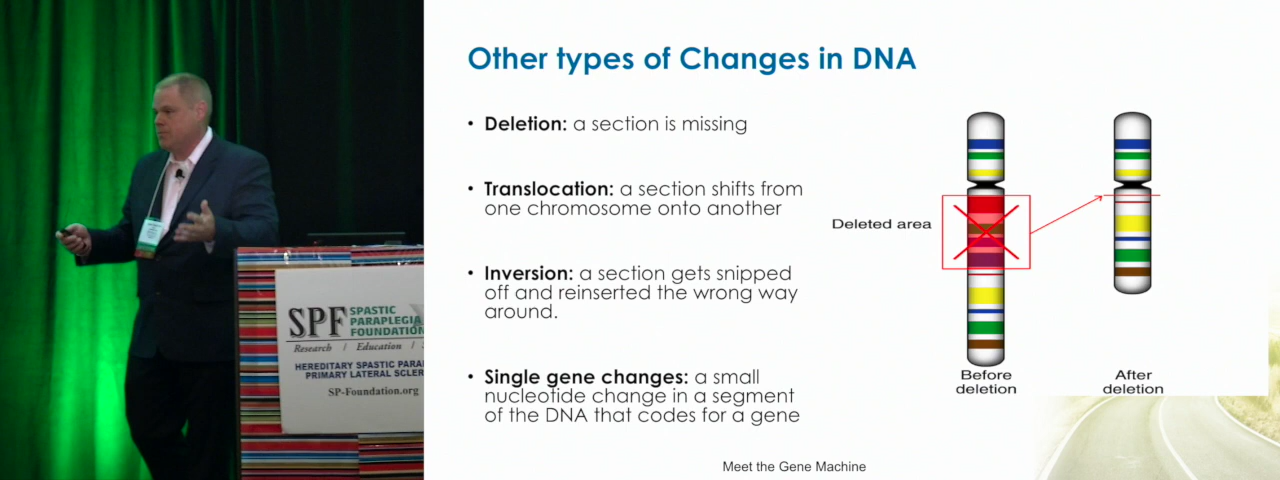 Other types of Changes in DNA
• Deletion: a section is missing
• Translocation: a section shifts from
one chromosome onto another
• Inversion: a section gets snipped
off and reinserted the wrong way
around.
• Single gene changes: a small
nucleotide change in a segment
of the DNA that codes for a gene
Deleted area
Before
deletion
After
deletion
Meet the Gene Machine
SPF SPASTIC
PARAPLEGIA
FOUNDATION
Research / Education /
HEREDITARY SPASTIC PARA
PRIMARY LATERAL SCLER
SP-Foundation.org